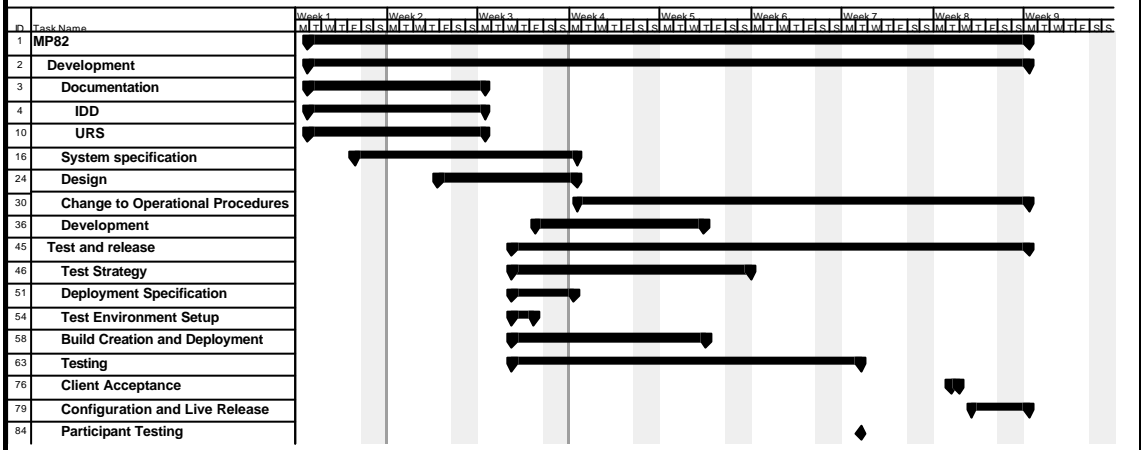 Week 1 Week 2 Week 3 Week 4 Week 5 Week 6 Week 7 Week 8 Week 9
ID Task Name M T W T F S S M T W T F S S M T W T F S S M T W T F S S M T W T F S S M T W T F S S M T W T F S S M T W T F S S M T W T F S S
1 MP82
2 Development
3 Documentation
4 IDD
10 URS
16 System specification
24 Design
30 Change to Operational Procedures
36 Development
45 Test and release
46 Test Strategy
51 Deployment Specification
54 Test Environment Setup
58 Build Creation and Deployment
63 Testing
76 Client Acceptance
79 Configuration and Live Release
84 Participant Testing